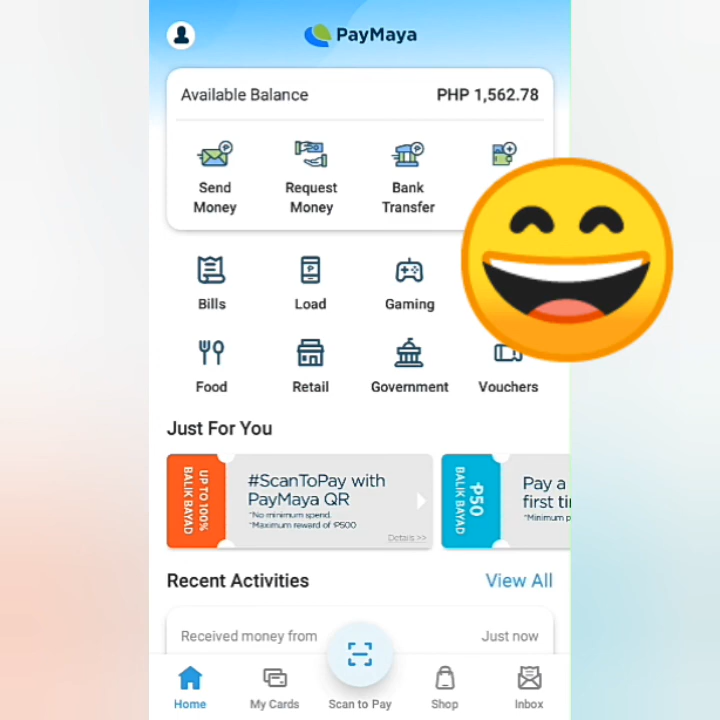 PayMaya
Available Balance PHP 1,562.78
Send Money
Request Money
Bank Transfer
Bills
Load
Gaming
Food
Retail
Government
Vouchers
Just For You
UP TO 100%
BALIK BAYAD
#ScanToPay with
PayMaya QR
*No minimum spend.
*Maximum reward of ₱500
Details >>
₱50
BALIK BAYAD
Pay a
first ti
*Minimum p
Recent Activities View All
Received money from Just now
Home
My Cards
Scan to Pay
Shop
Inbox